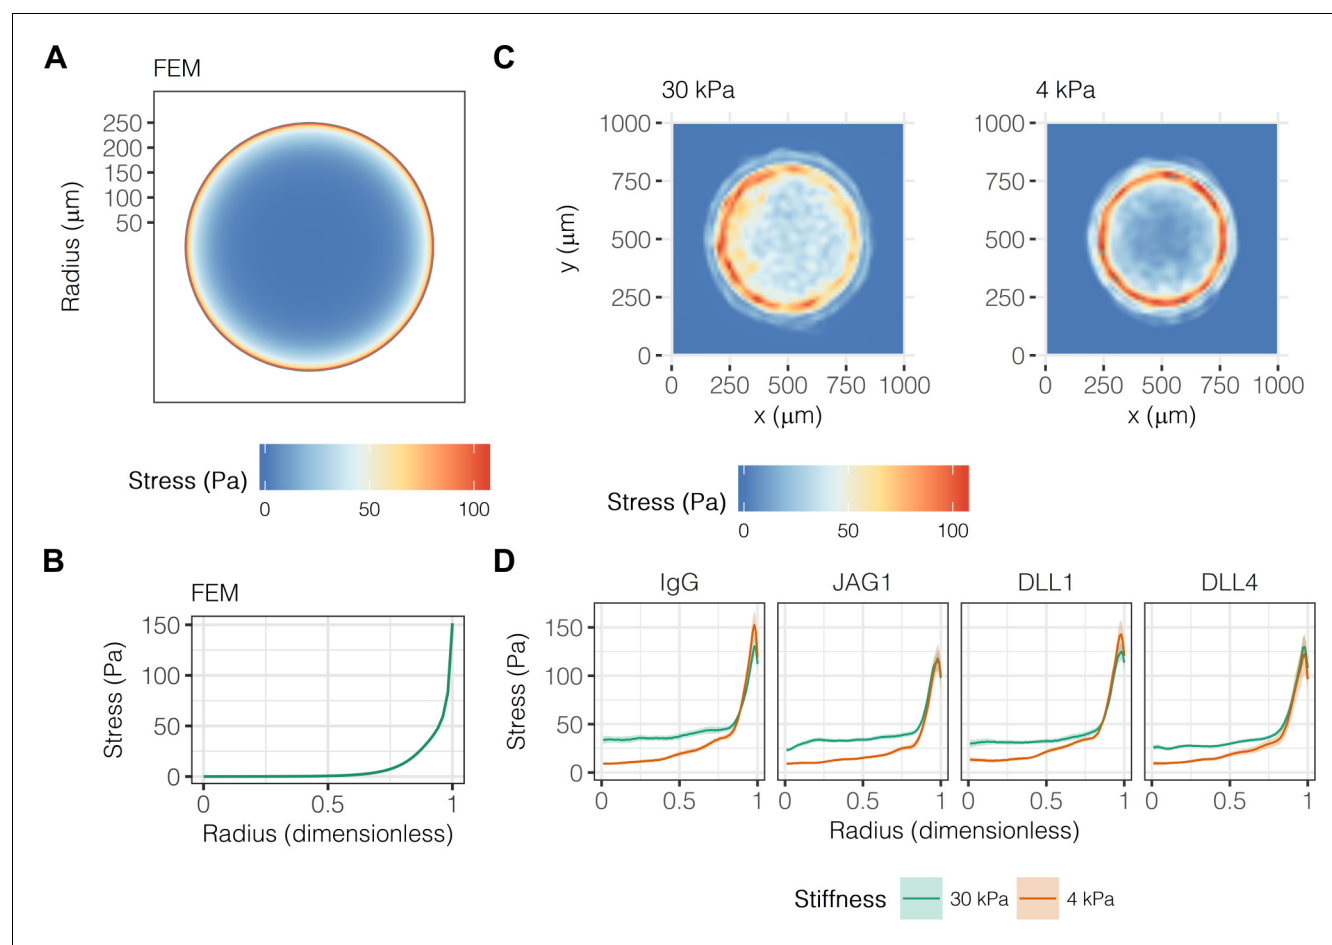 A
FEM
250
200
150
100
50
Radius (μm)
Stress (Pa)
0 50 100
C
30 kPa 4 kPa
1000 1000
750 750
500 500
250 250
0 0
y (μm)
0 250 500 750 1000 0 250 500 750 1000
x (μm) x (μm)
Stress (Pa)
0 50 100
B
FEM
150
100
50
0
Stress (Pa)
0 0.5 1
Radius (dimensionless)
D
IgG JAG1 DLL1 DLL4
150
100
50
0
Stress (Pa)
0 0.5 1 0 0.5 1 0 0.5 1 0 0.5 1
Radius (dimensionless)
Stiffness 30 kPa 4 kPa